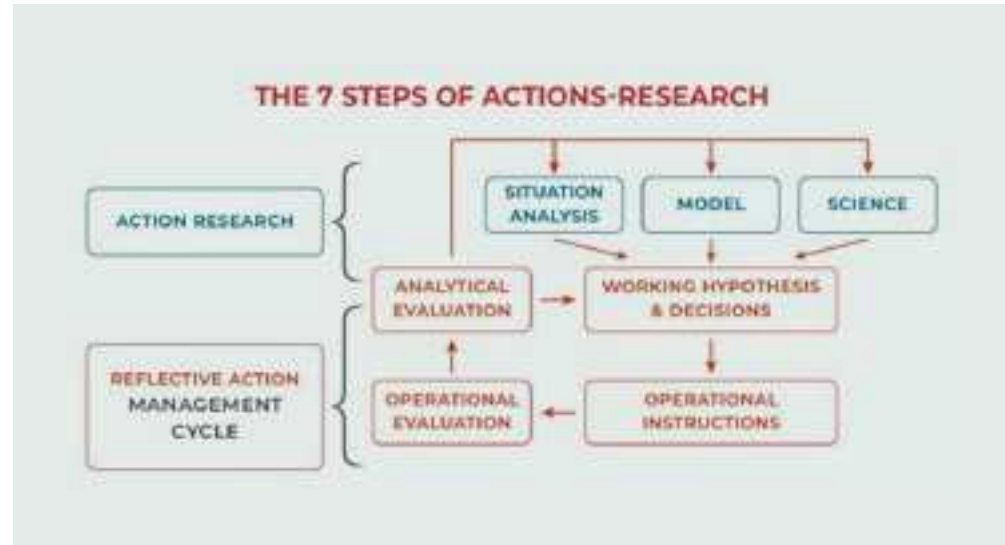 THE 7 STEPS OF ACTIONS-RESEARCH
ACTION RESEARCH
SITUATION
ANALYSIS
MODEL
SCIENCE
ANALYTICAL
EVALUATION
WORKING HYPOTHESIS
& DECISIONS
REFLECTIVE ACTION
MANAGEMENT
CYCLE
OPERATIONAL
EVALUATION
OPERATIONAL
INSTRUCTIONS